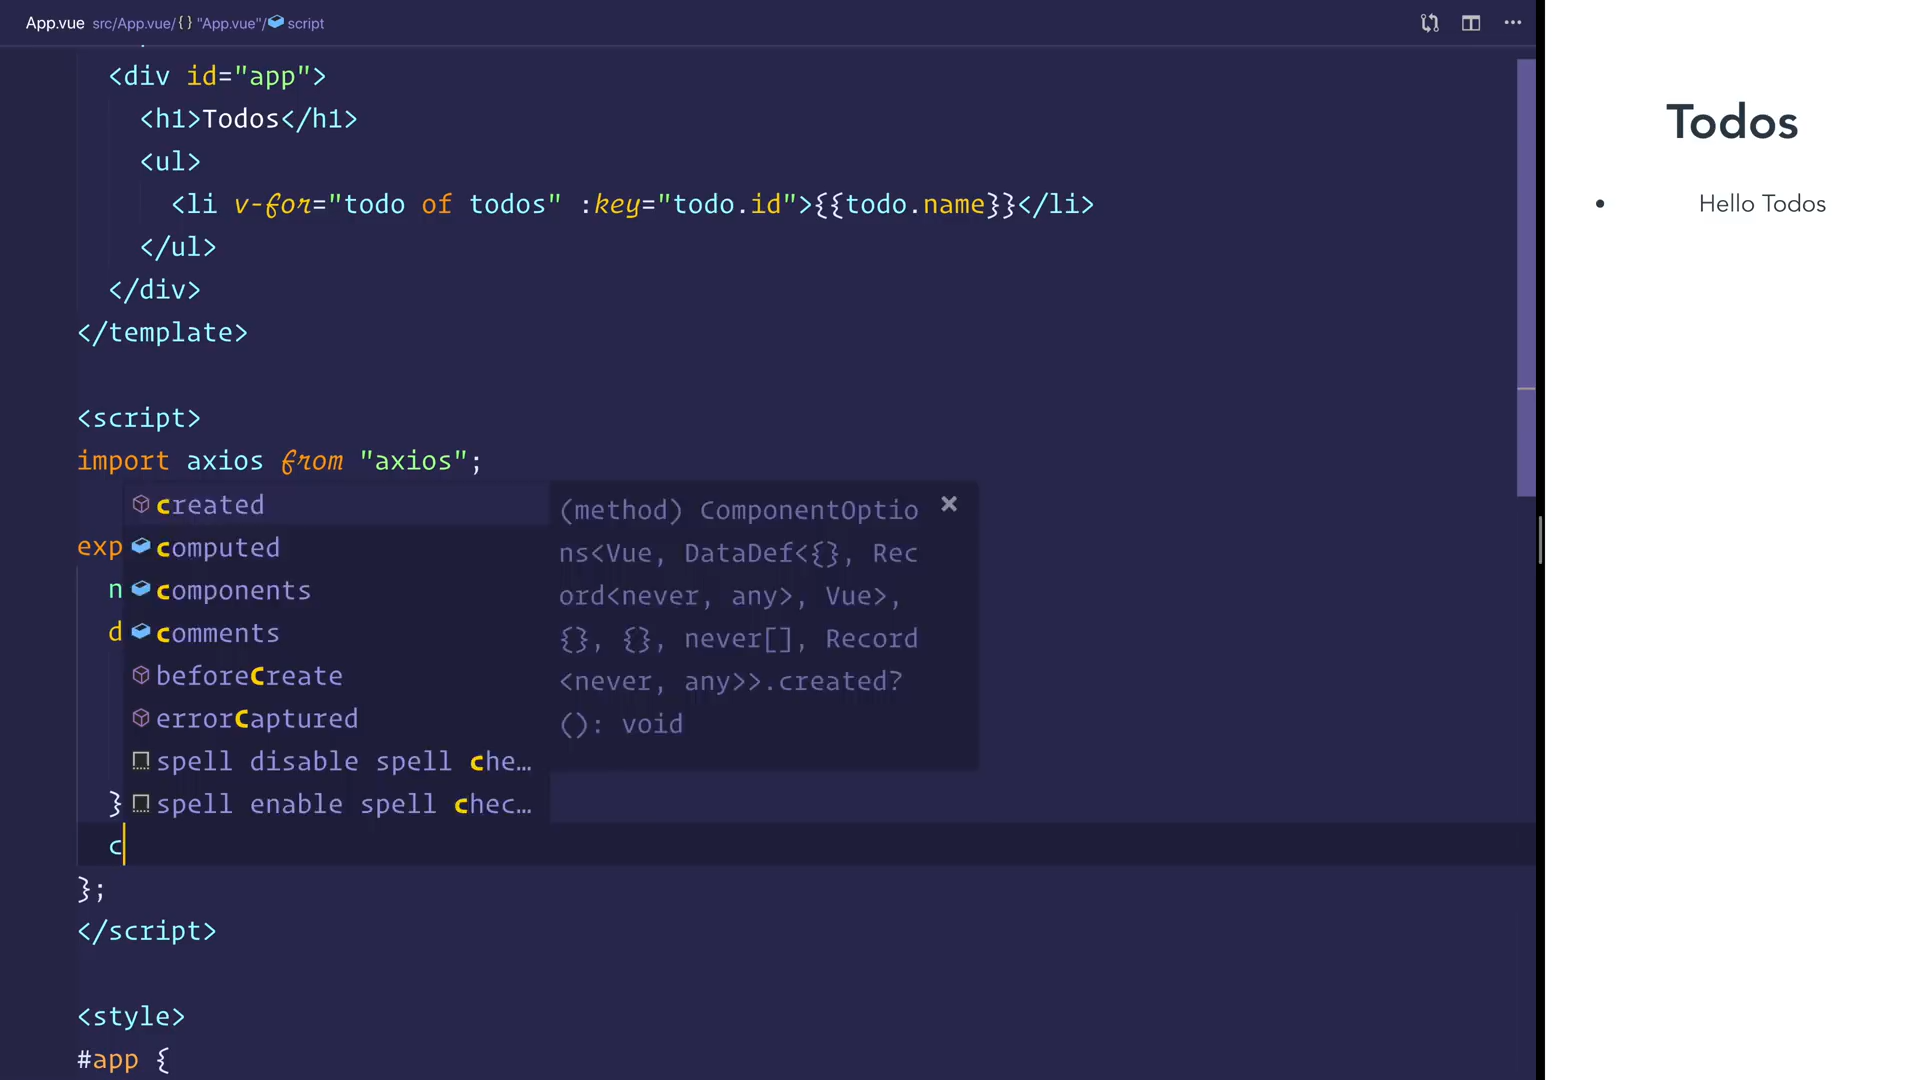 App.vue src/App.vue/{ } "App.vue"/ script
<div id="app">
<h1>Todos</h1>
<ul>
<li v-for="todo of todos" :key="todo.id">{{todo.name}}</li>
</ul>
</div>
</template>
<script>
import axios from "axios";
exp
n
d
}
created
computed
components
comments
beforeCreate
errorCaptured
spell disable spell che…
spell enable spell chec…
(method) ComponentOptio
ns<Vue, DataDef<{}, Rec
ord<never, any>, Vue>,
{}, {}, never[], Record
<never, any>>.created?
(): void
c
};
</script>
<style>
#app {
Todos
• Hello Todos